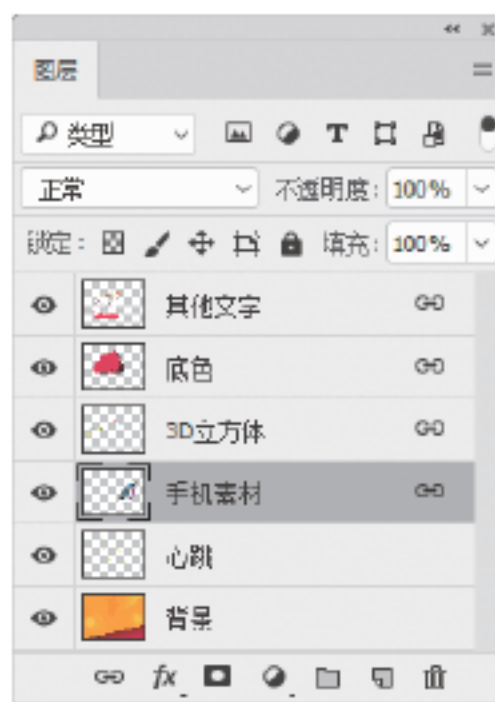 图层
类型
正常 不透明度: 100%
锁定: 填充: 100%
其他文字
底色
3D立方体
手机素材
心跳
背景
fx